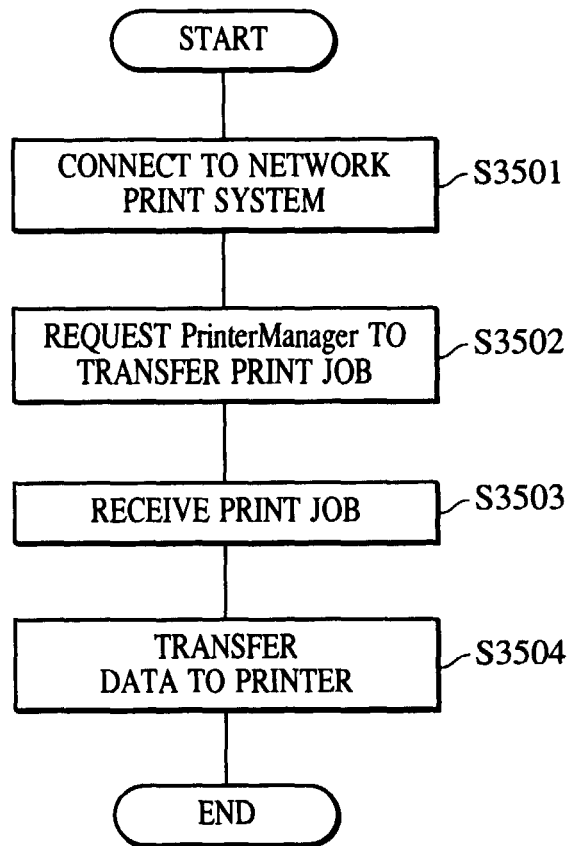 START
CONNECT TO NETWORK
PRINT SYSTEM
S3501
REQUEST PrinterManager TO
TRANSFER PRINT JOB
S3502
RECEIVE PRINT JOB
S3503
TRANSFER
DATA TO PRINTER
S3504
END